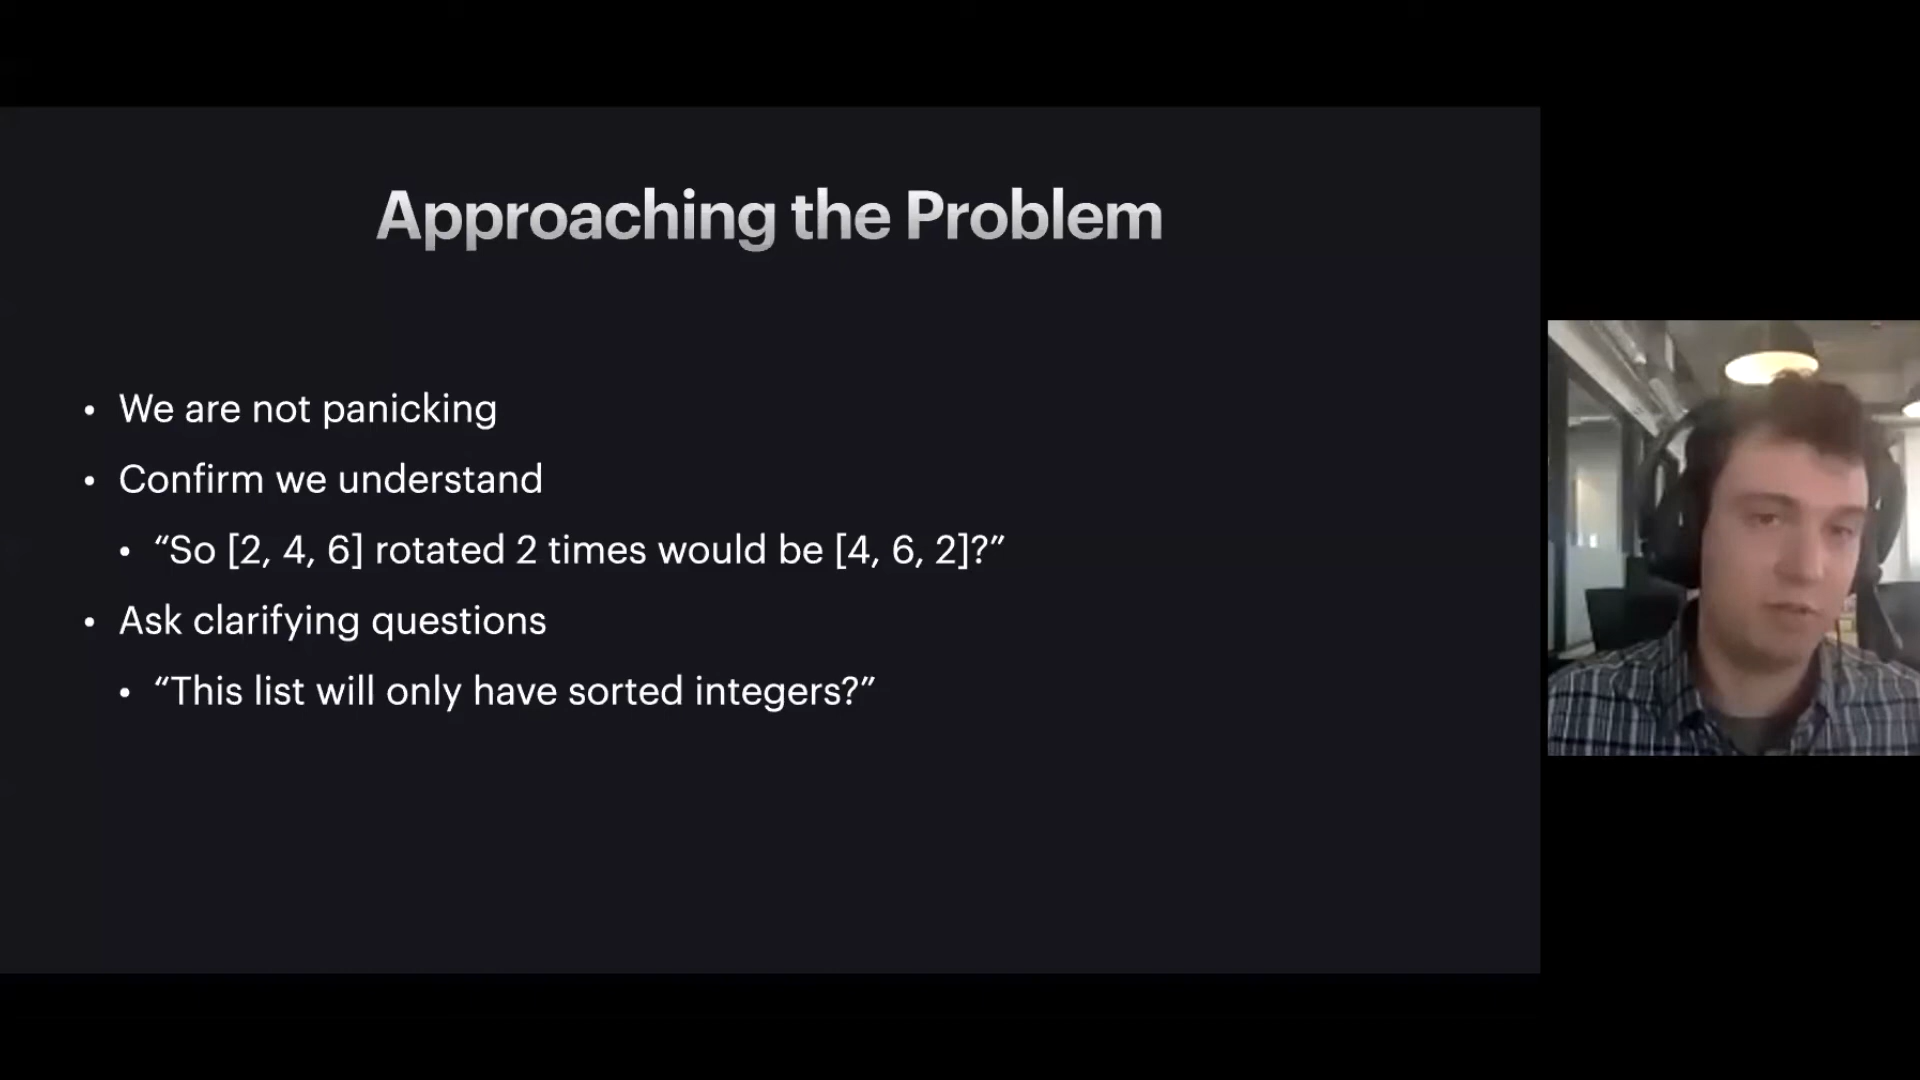 Approaching the Problem
• We are not panicking
• Confirm we understand
• “So [2, 4, 6] rotated 2 times would be [4, 6, 2]?”
• Ask clarifying questions
• “This list will only have sorted integers?”